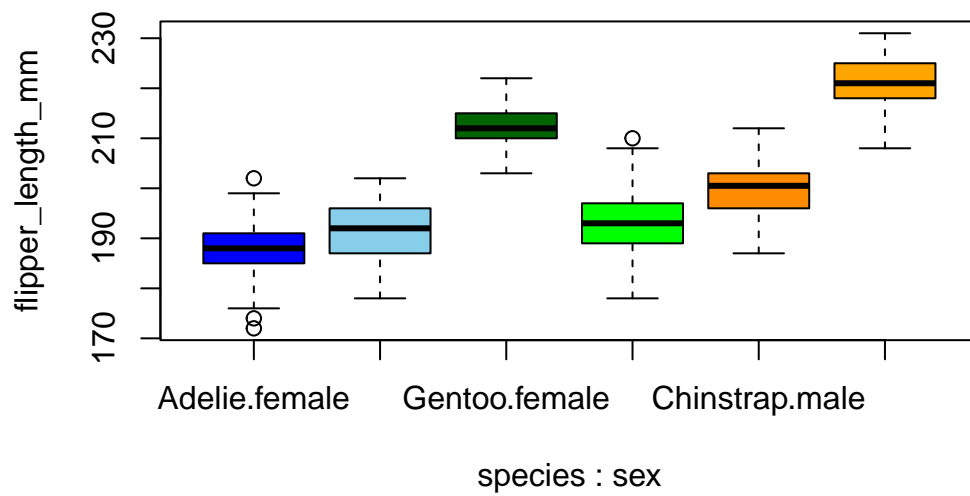 flipper_length_mm
230
210
190
170
Adelie.female Gentoo.female Chinstrap.male
species : sex